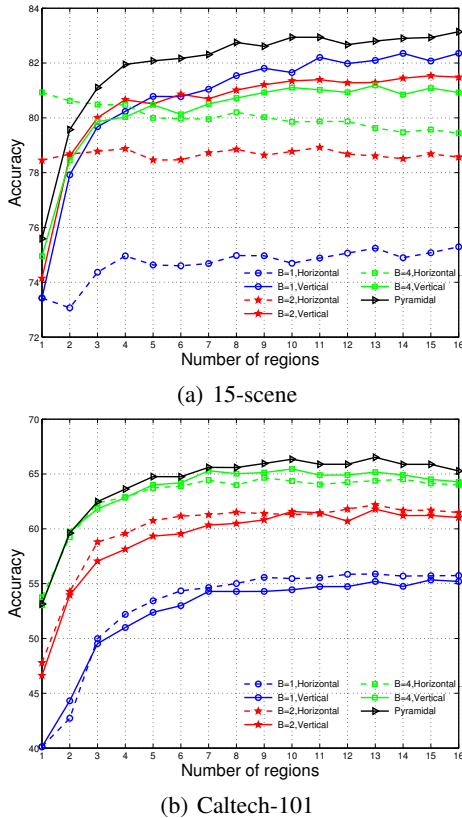 84
82
80
78
76
74
72
Accuracy
1 2 3 4 5 6 7 8 9 10 11 12 13 14 15 16
Number of regions
B=1,Horizontal
B=1,Vertical
B=2,Horizontal
B=2,Vertical
B=4,Horizontal
B=4,Vertical
Pyramidal
(a) 15-scene
70
65
60
55
50
45
40
Accuracy
1 2 3 4 5 6 7 8 9 10 11 12 13 14 15 16
Number of regions
B=1,Horizontal
B=1,Vertical
B=2,Horizontal
B=2,Vertical
B=4,Horizontal
B=4,Vertical
Pyramidal
(b) Caltech-101